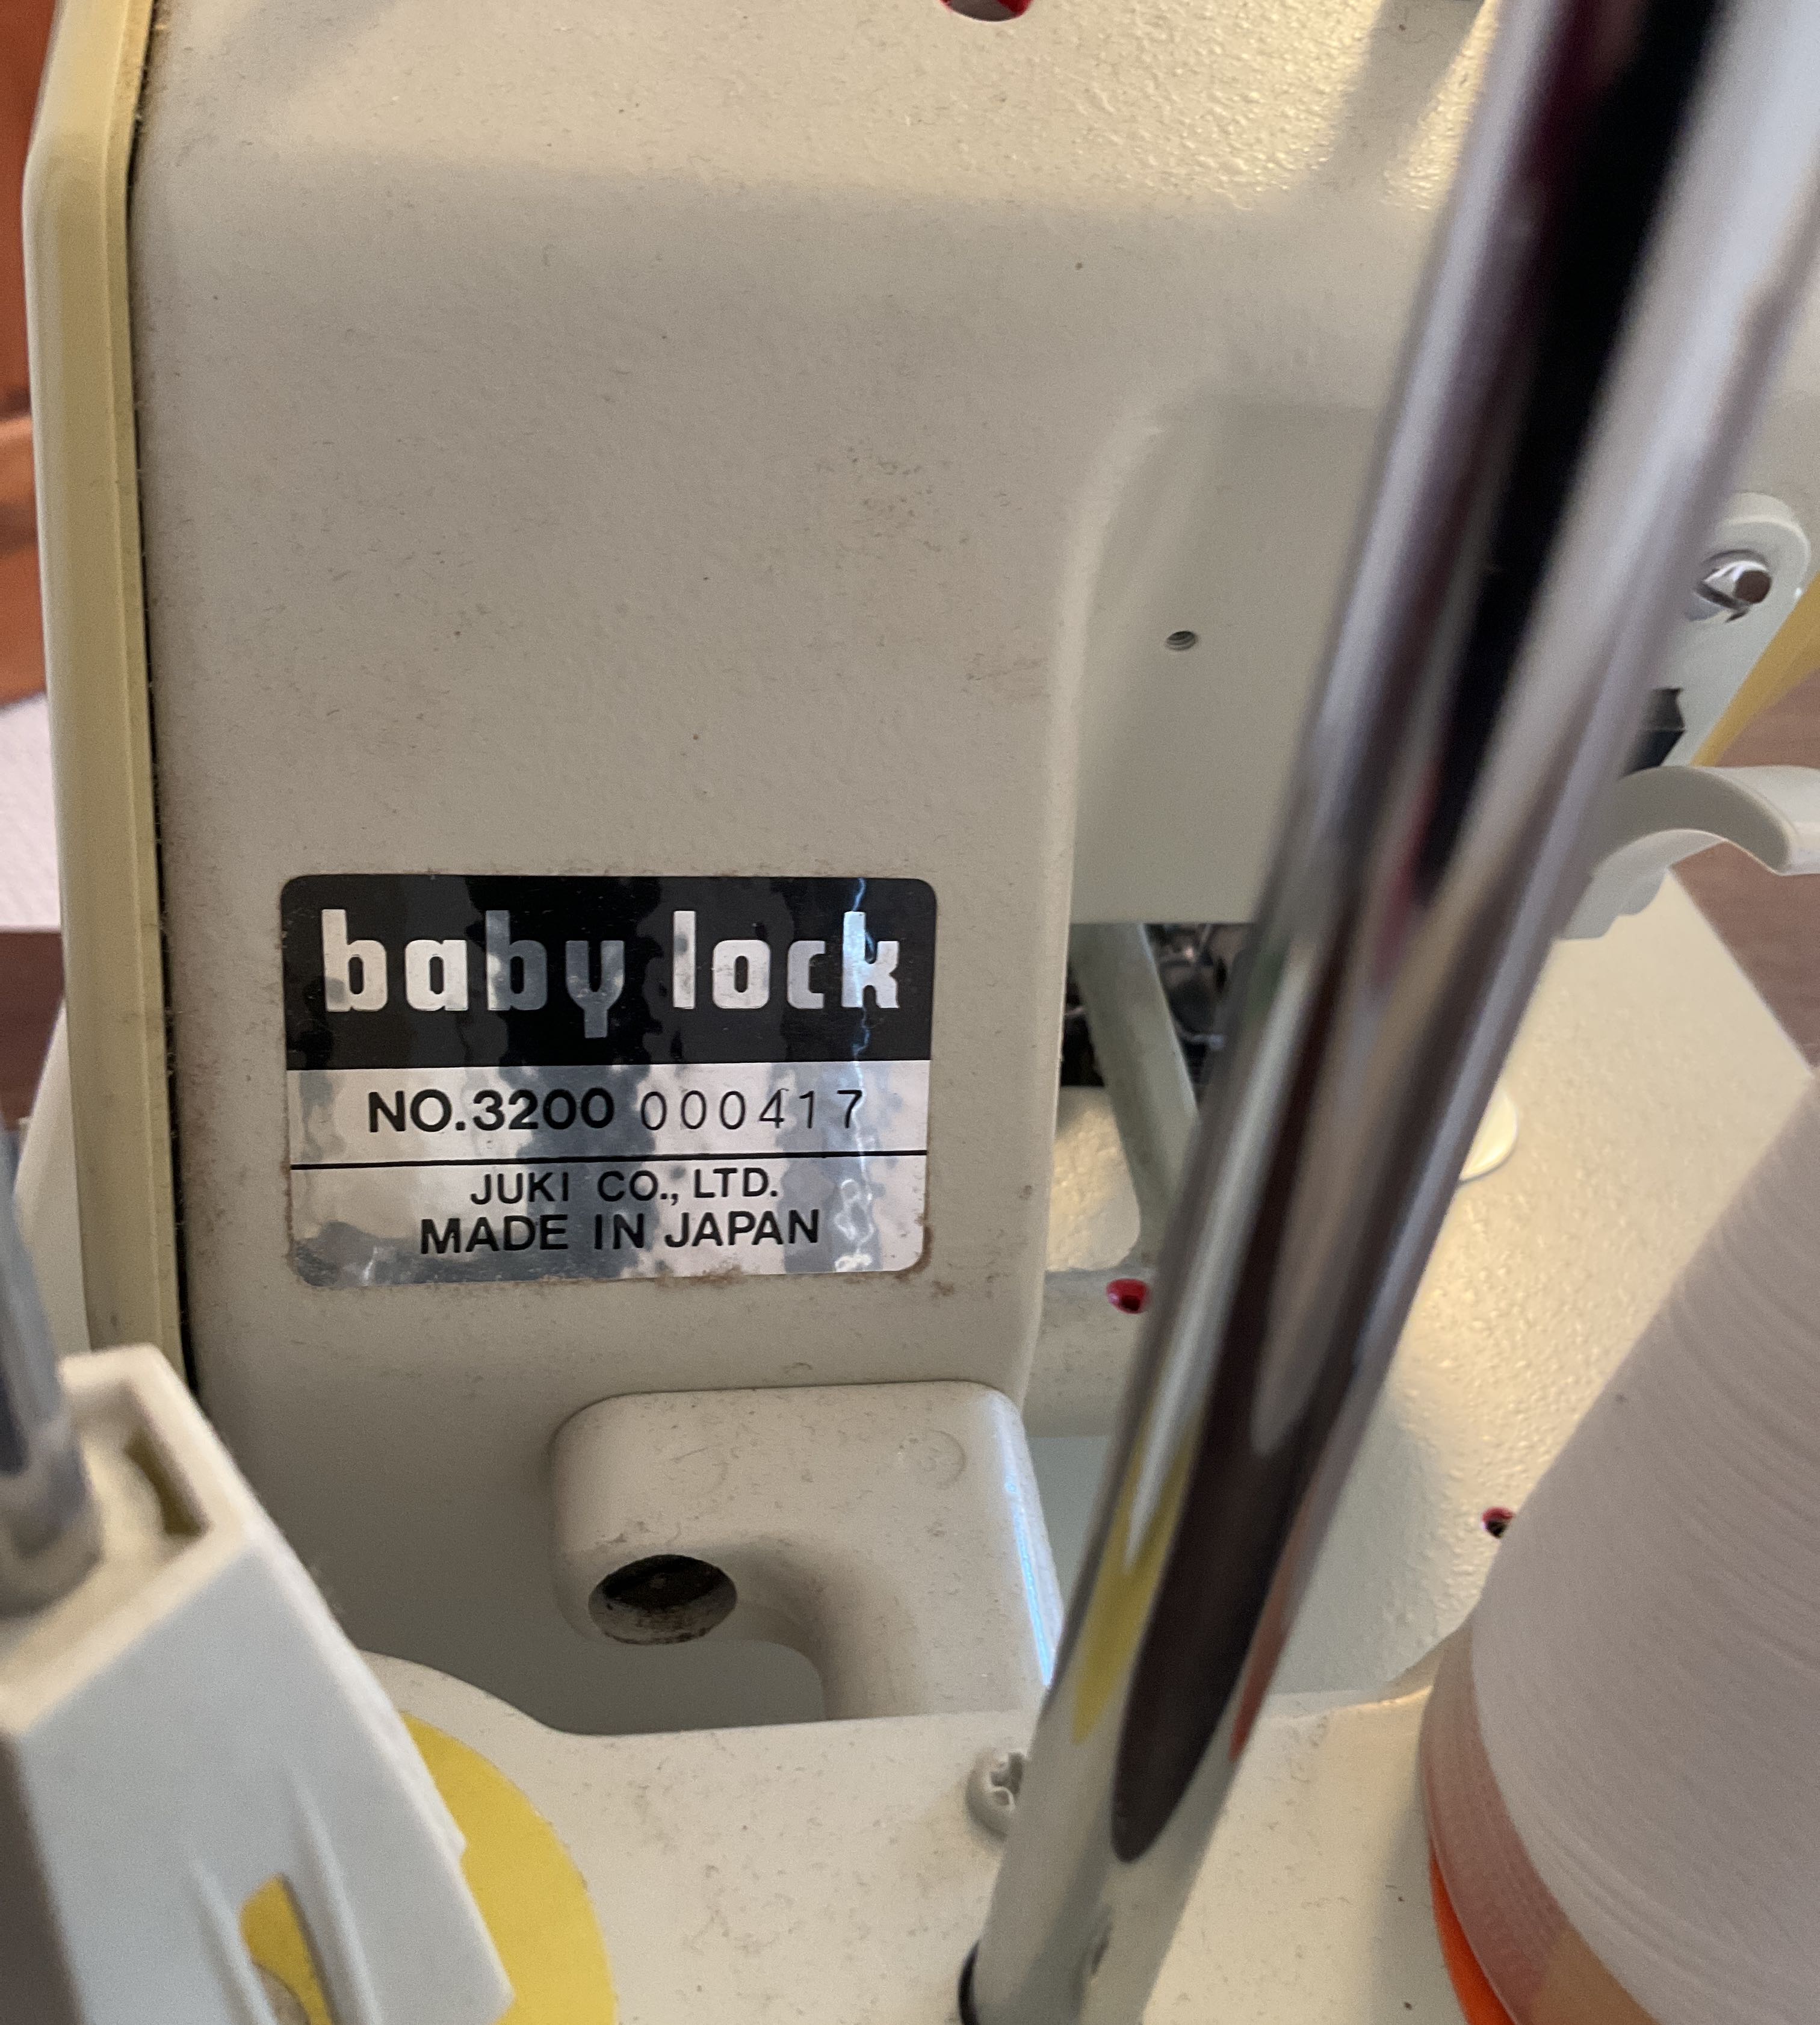 baby lock
NO.3200 000417
JUKI CO., LTD.
MADE IN JAPAN